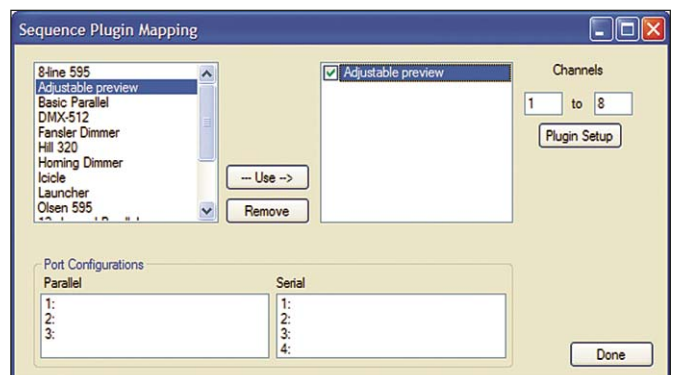 Sequence Plugin Mapping
8-line 595
Adjustable preview
Basic Parallel
DMX-512
Fansler Dimmer
Hill 320
Homing Dimmer
Icicle
Launcher
Olsen 595
Adjustable preview
Channels
1 to 8
Plugin Setup
--- Use -->
Remove
Port Configurations
Parallel
1:
2:
3:
Serial
1:
2:
3:
4:
Done